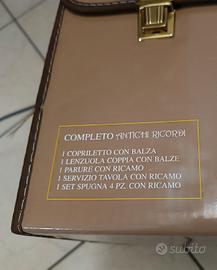 COMPLETO ANTICHI RICORDI
1 COPRILETTO CON BALZA
1 LENZUOLA COPPIA CON BALZE
1 PARURE CON RICAMO
1 SERVIZIO TAVOLA CON RICAMO
1 SET SPUGNA 4 PZ. CON RICAMO
subito